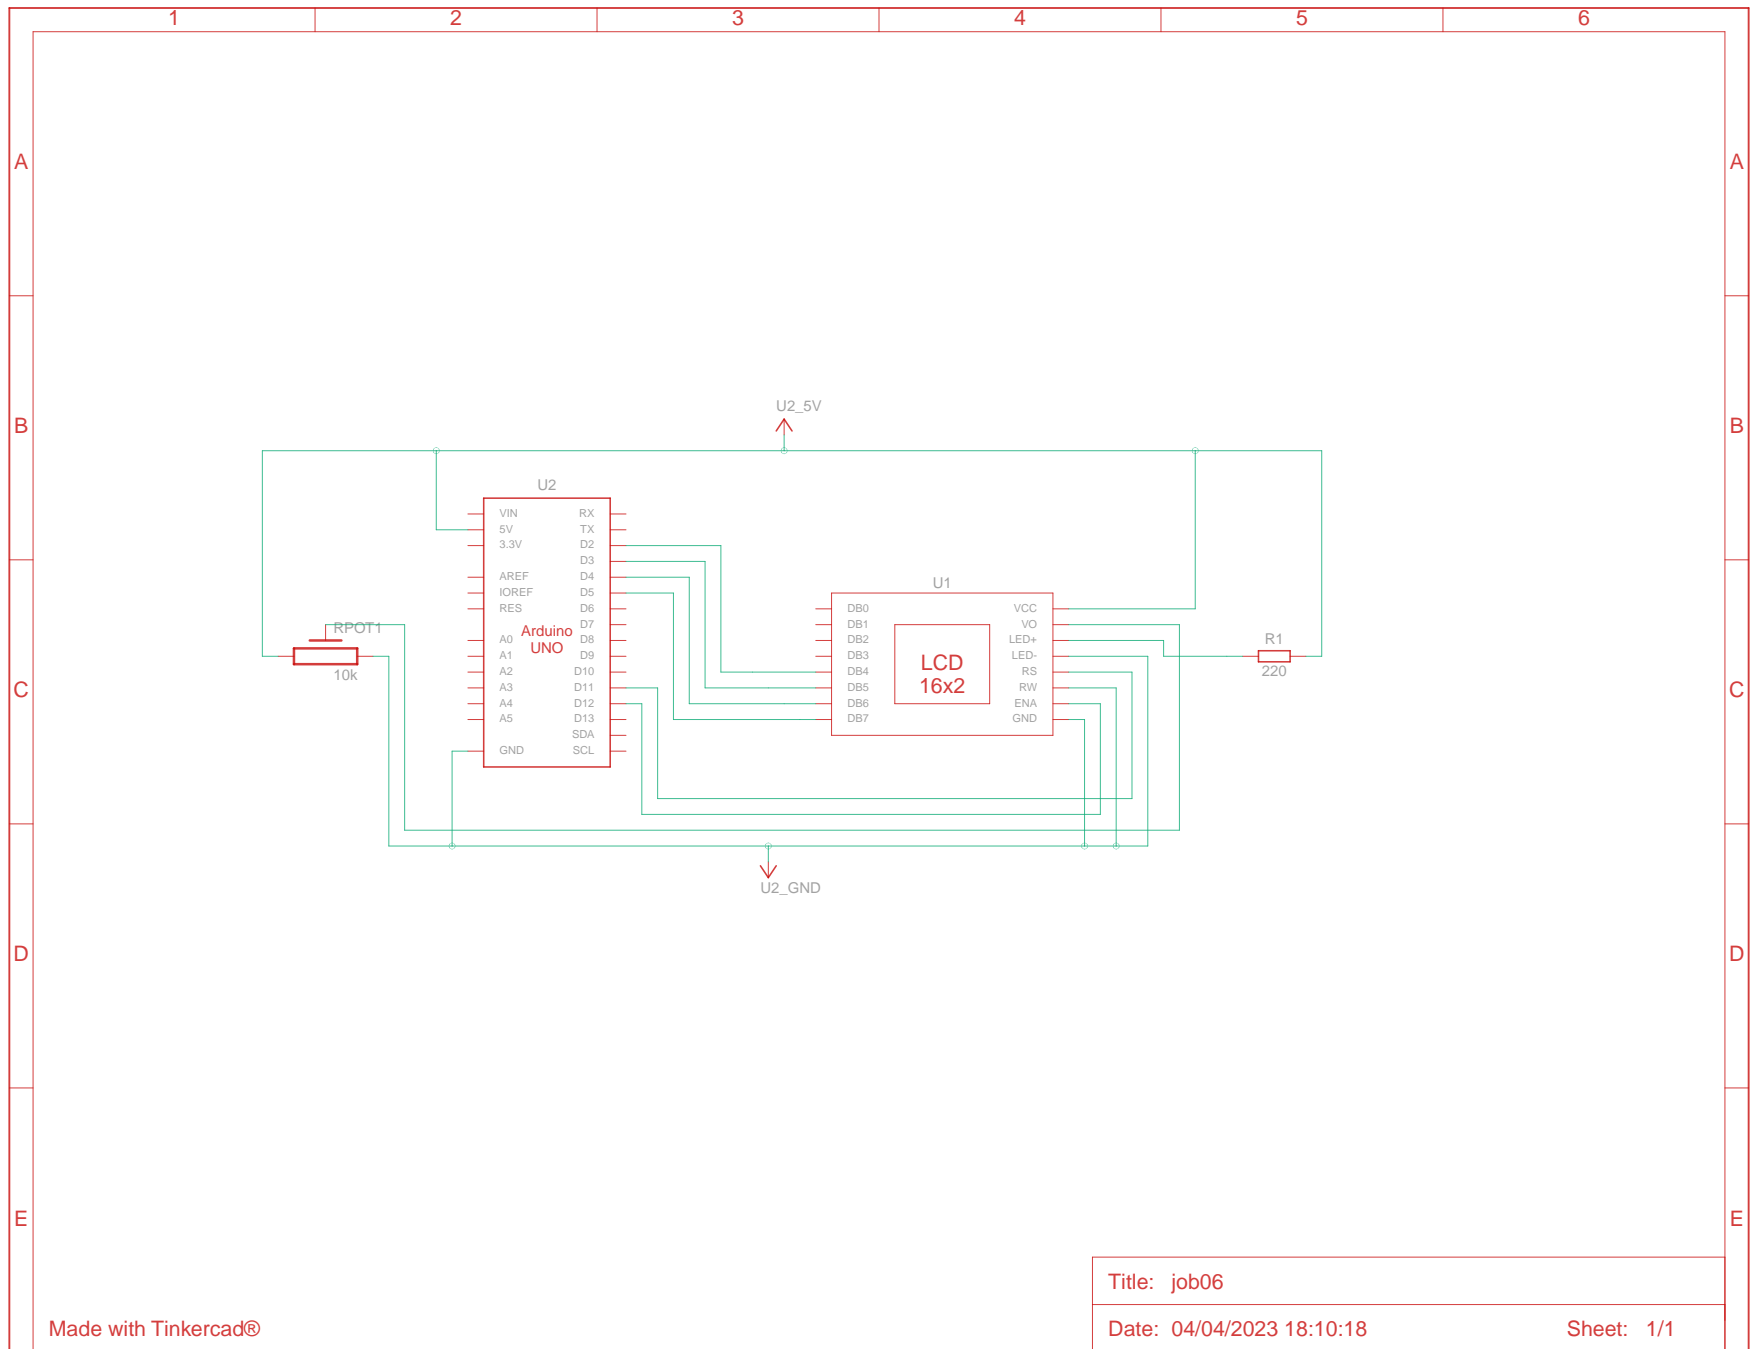 1 2 3 4 5 6
A A
B B
C C
D D
E E
U2_5V
U2
VIN RX
5V TX
3.3V D2
D3
AREF D4
IOREF D5
RES D6
D7
A0 D8
A1 D9
A2 D10
A3 D11
A4 D12
A5 D13
SDA
GND SCL
Arduino
UNO
RPOT1
10k
U1
DB0 VCC
DB1 VO
DB2 LED+
DB3 LED-
DB4 RS
DB5 RW
DB6 ENA
DB7 GND
LCD
16x2
R1
220
U2_GND
Title: job06
Date: 04/04/2023 18:10:18 Sheet: 1/1
Made with Tinkercad®